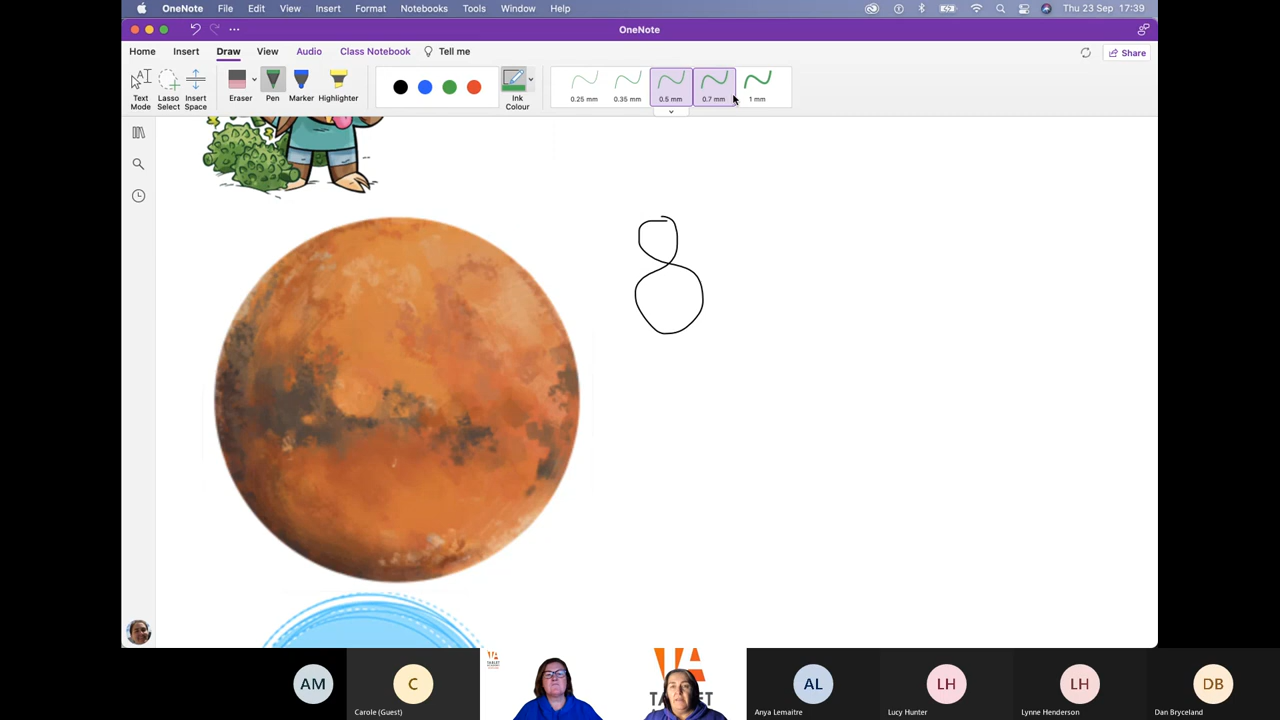 OneNote File Edit View Insert Format Notebooks Tools Window Help Thu 23 Sep 17:39
OneNote
Home Insert Draw View Audio Class Notebook Tell me Share
Text Mode
Lasso Select
Insert Space
Eraser
Pen
Marker
Highlighter
Ink Colour
0.25 mm 0.35 mm 0.5 mm 0.7 mm 1 mm
8
AM
C
Carole (Guest)
TABLET
AL
Anya Lemaitre
LH
Lucy Hunter
LH
Lynne Henderson
DB
Dan Bryceland